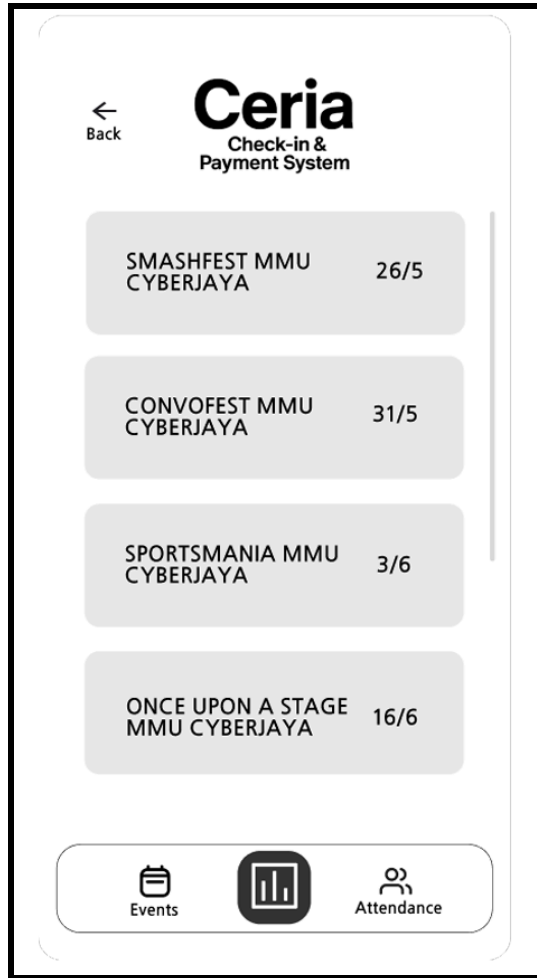 Ceria
Back
Check-in &
Payment System
SMASHFEST MMU
CYBERJAYA
26/5
CONVOFEST MMU
CYBERJAYA
31/5
SPORTSMANIA MMU
CYBERJAYA
3/6
ONCE UPON A STAGE
MMU CYBERJAYA
16/6
Events
Attendance